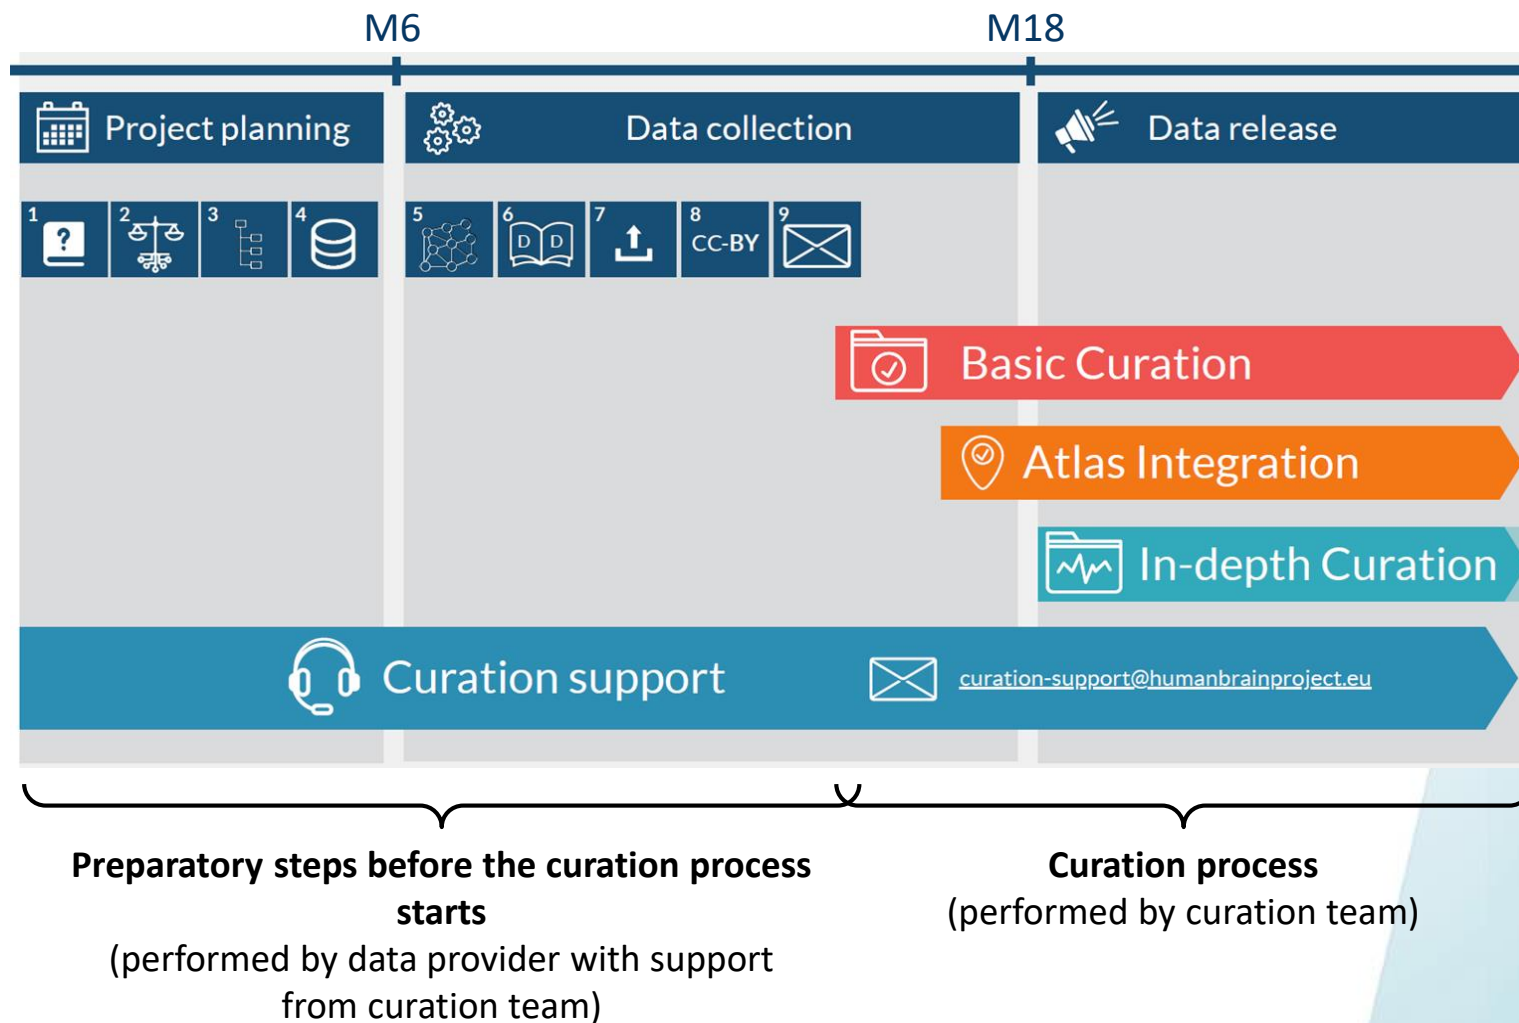 M6
M18
Project planning
Data collection
Data release
1
?
2
3
4
5
6
D D
7
8
CC-BY
9
Basic Curation
Atlas Integration
In-depth Curation
Curation support
curation-support@humanbrainproject.eu
Preparatory steps before the curation process
starts
(performed by data provider with support
from curation team)
Curation process
(performed by curation team)